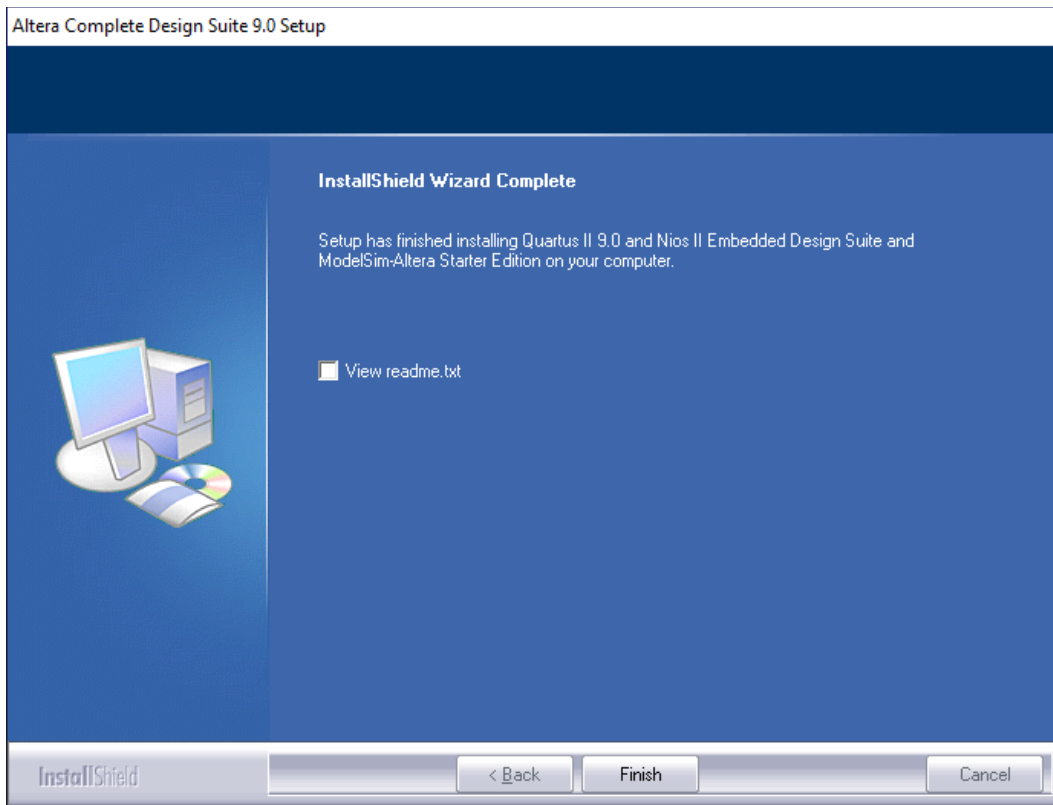 Altera Complete Design Suite 9.0 Setup
InstallShield Wizard Complete
Setup has finished installing Quartus II 9.0 and Nios II Embedded Design Suite and
ModelSim-Altera Starter Edition on your computer.
View readme.txt
InstallShield
< Back
Finish
Cancel